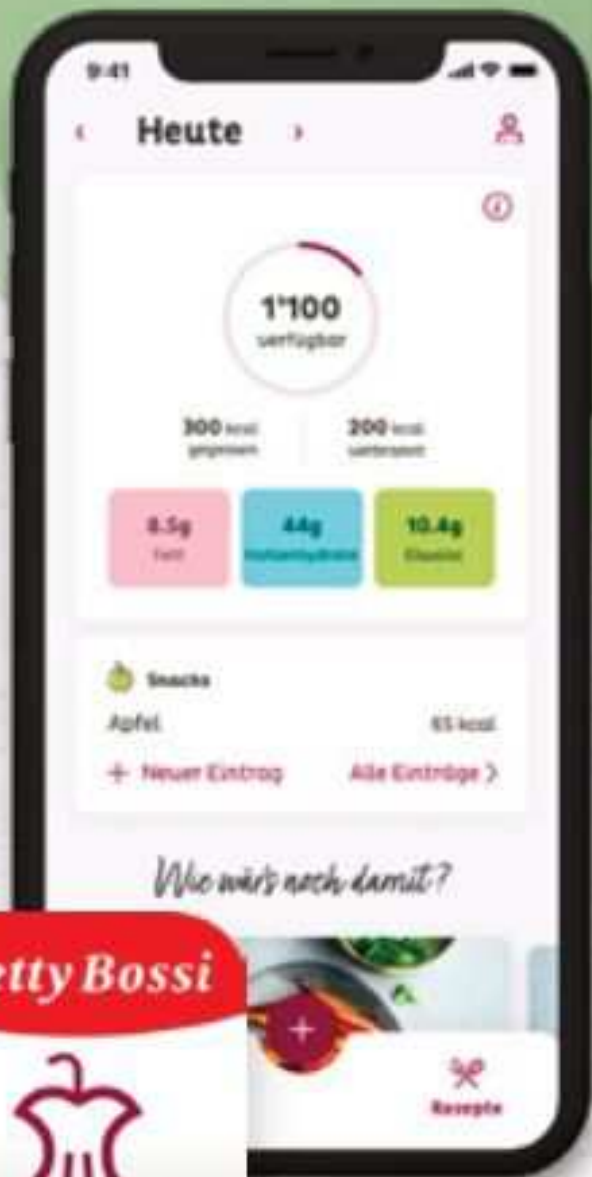 9:41
Heute
1'100
verfügbar
300 kcal
gegessen
200 kcal
verbrannt
8.5g
Fett
44g
Kohlenhydrate
10.4g
Eiweiss
Snacks
Apfel
65 kcal
+ Neuer Eintrag
Alle Einträge >
Wie wär's noch damit?
etty Bossi
+
Rezepte